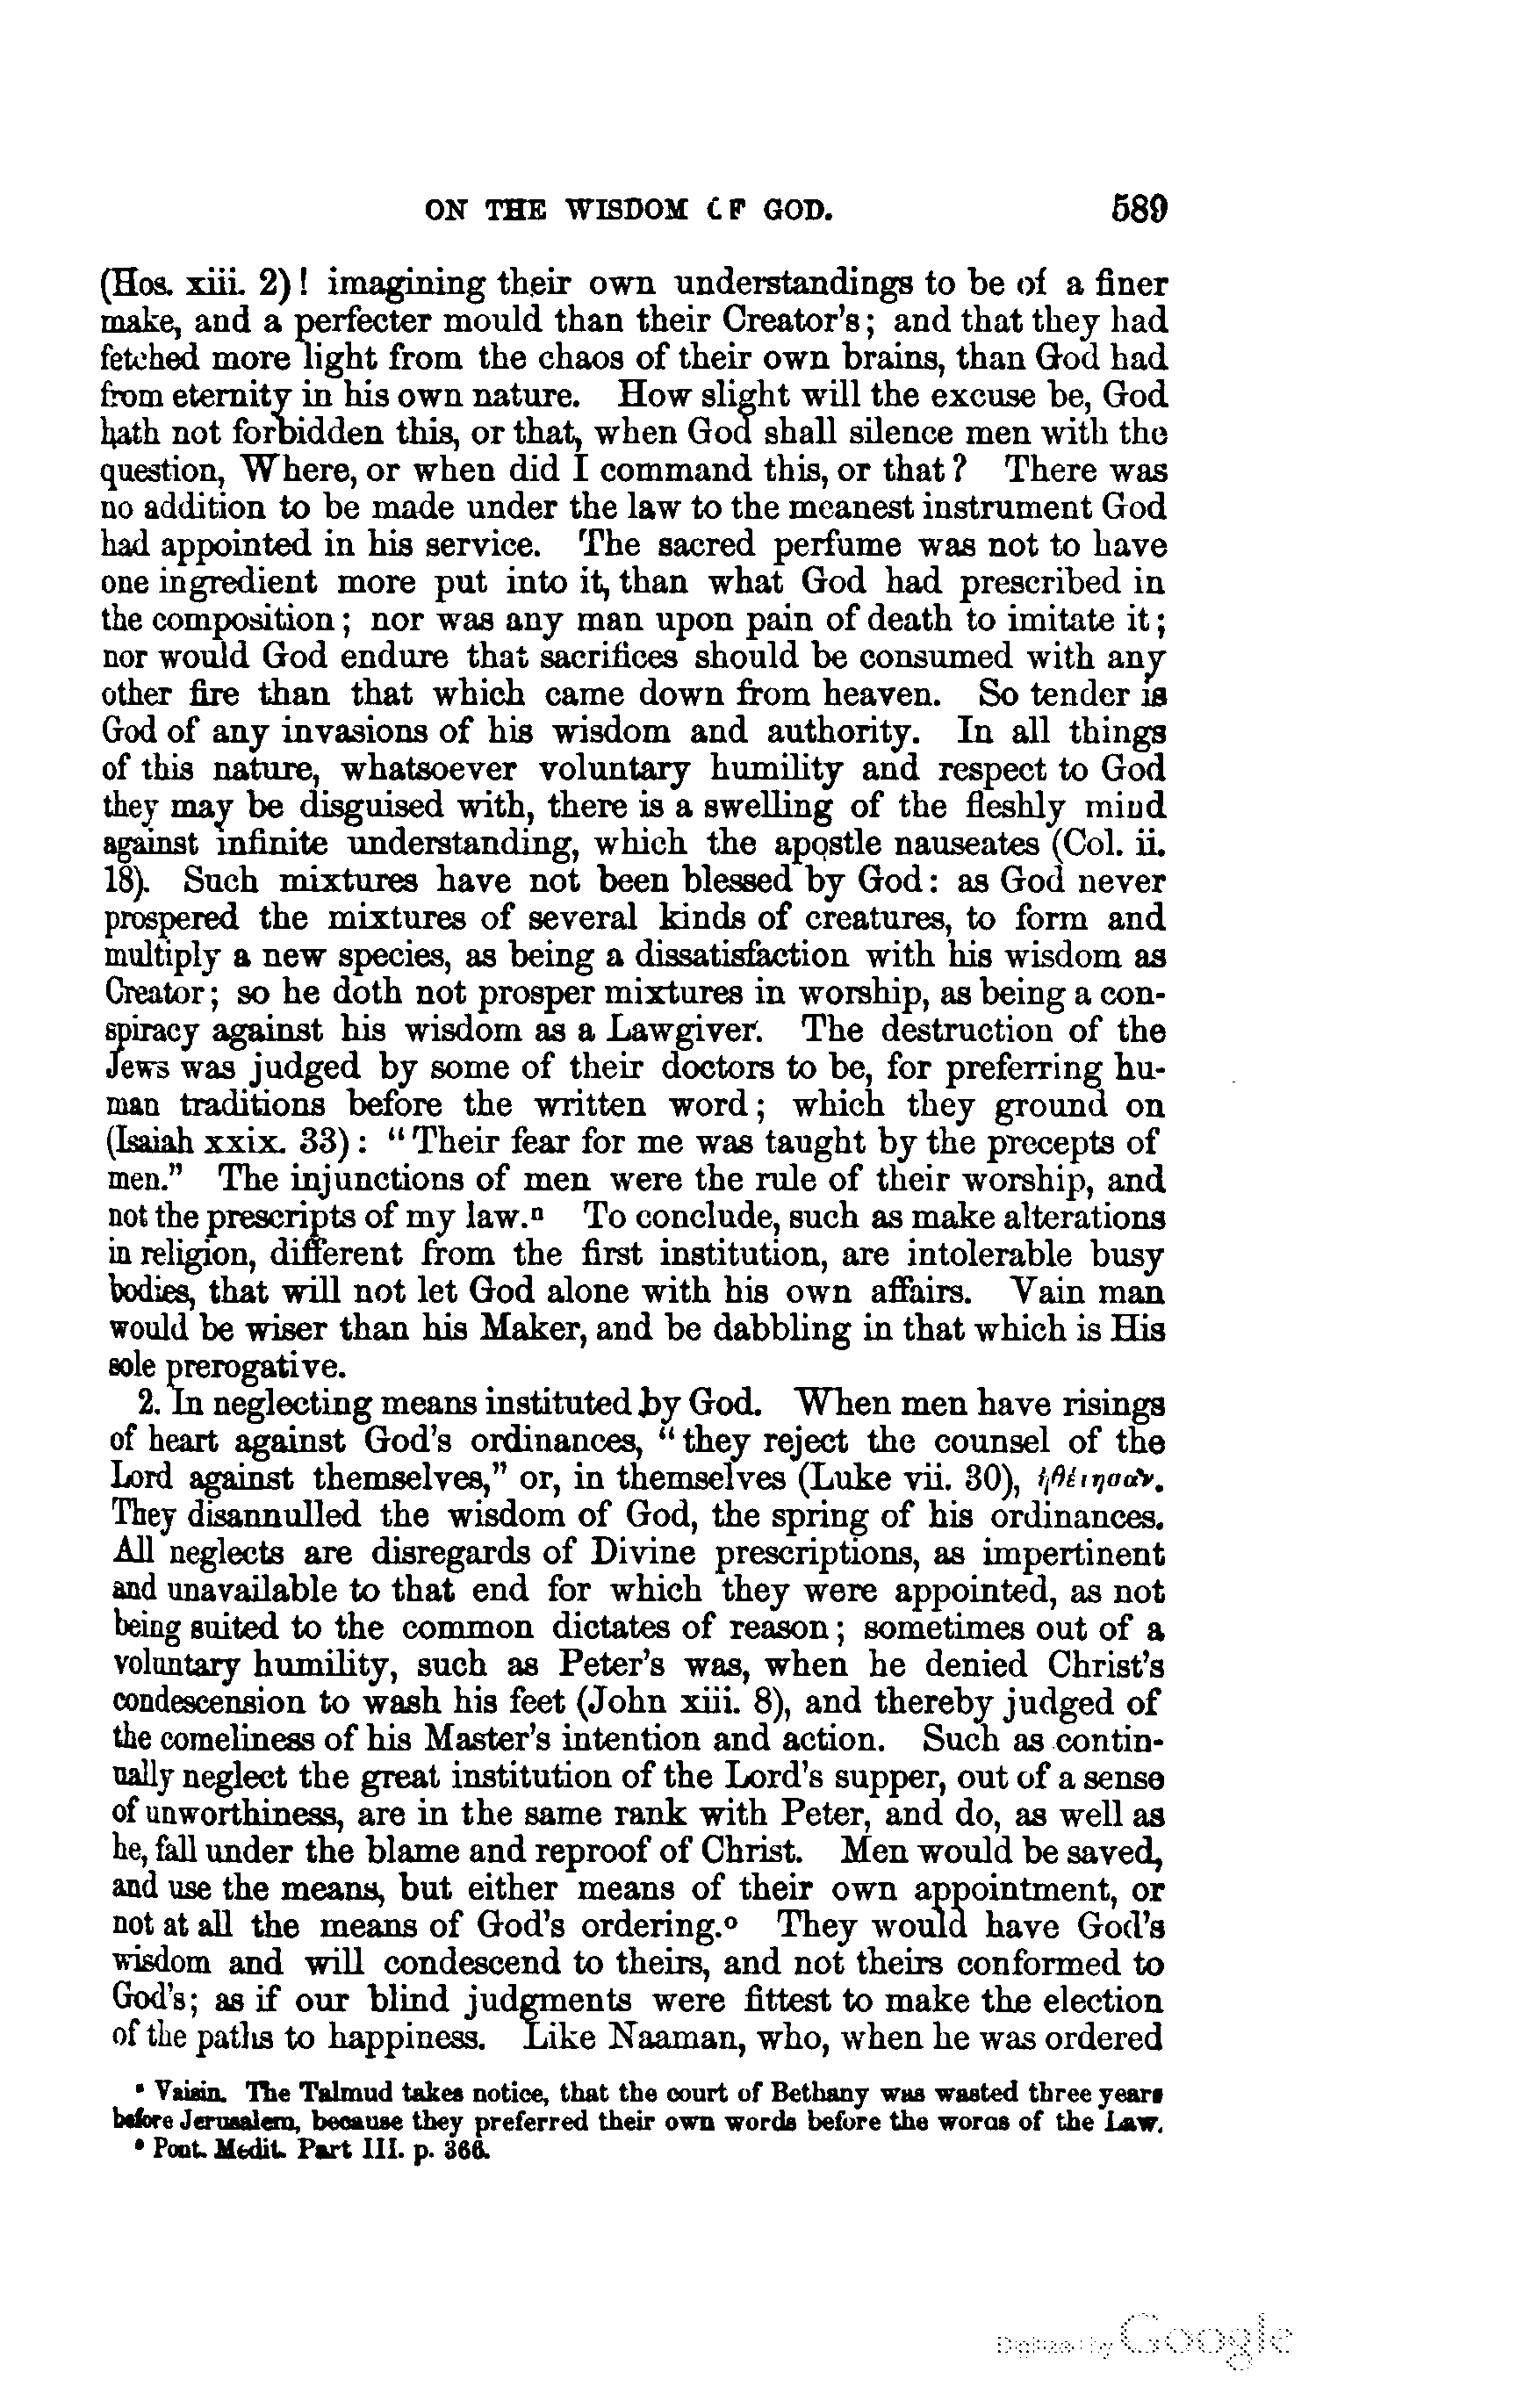 ON THE WISDOM OF GOD. 589
(Hos. xiii. 2)! imagining their own understandings to be of a finer
make, and a perfecter mould than their Creator's; and that they had
fetched more light from the chaos of their own brains, than God had
from eternity in his own nature. How slight will the excuse be, God
hath not forbidden this, or that, when God shall silence men with the
question, Where, or when did I command this, or that? There was
no addition to be made under the law to the meanest instrument God
had appointed in his service. The sacred perfume was not to have
one ingredient more put into it, than what God had prescribed in
the composition; nor was any man upon pain of death to imitate it;
nor would God endure that sacrifices should be consumed with any
other fire than that which came down from heaven. So tender is
God of any invasions of his wisdom and authority. In all things
of this nature, whatsoever voluntary humility and respect to God
they may be disguised with, there is a swelling of the fleshly mind
against infinite understanding, which the apostle nauseates (Col. ii.
18). Such mixtures have not been blessed by God: as God never
prospered the mixtures of several kinds of creatures, to form and
multiply a new species, as being a dissatisfaction with his wisdom as
Creator; so he doth not prosper mixtures in worship, as being a con-
spiracy against his wisdom as a Lawgiver. The destruction of the
Jews was judged by some of their doctors to be, for preferring hu-
man traditions before the written word; which they ground on
(Isaiah xxix. 33): "Their fear for me was taught by the precepts of
men." The injunctions of men were the rule of their worship, and
not the prescripts of my law.ⁿ To conclude, such as make alterations
in religion, different from the first institution, are intolerable busy
bodies, that will not let God alone with his own affairs. Vain man
would be wiser than his Maker, and be dabbling in that which is His
sole prerogative.
2. In neglecting means instituted by God. When men have risings
of heart against God's ordinances, "they reject the counsel of the
Lord against themselves," or, in themselves (Luke vii. 30),
They disannulled the wisdom of God, the spring of his ordinances.
All neglects are disregards of Divine prescriptions, as impertinent
and unavailable to that end for which they were appointed, as not
being suited to the common dictates of reason; sometimes out of a
voluntary humility, such as Peter's was, when he denied Christ's
condescension to wash his feet (John xiii. 8), and thereby judged of
the comeliness of his Master's intention and action. Such as contin-
ually neglect the great institution of the Lord's supper, out of a sense
of unworthiness, are in the same rank with Peter, and do, as well as
he, fall under the blame and reproof of Christ. Men would be saved,
and use the means, but either means of their own appointment, or
not at all the means of God's ordering.º They would have God's
wisdom and will condescend to theirs, and not theirs conformed to
God's; as if our blind judgments were fittest to make the election
of the paths to happiness. Like Naaman, who, when he was ordered
ⁿ Vaisin. The Talmud takes notice, that the court of Bethany was wasted three years
before Jerusalem, because they preferred their own words before the words of the Law.
º Pont. Medit. Part III. p. 366.
Digitized by Google